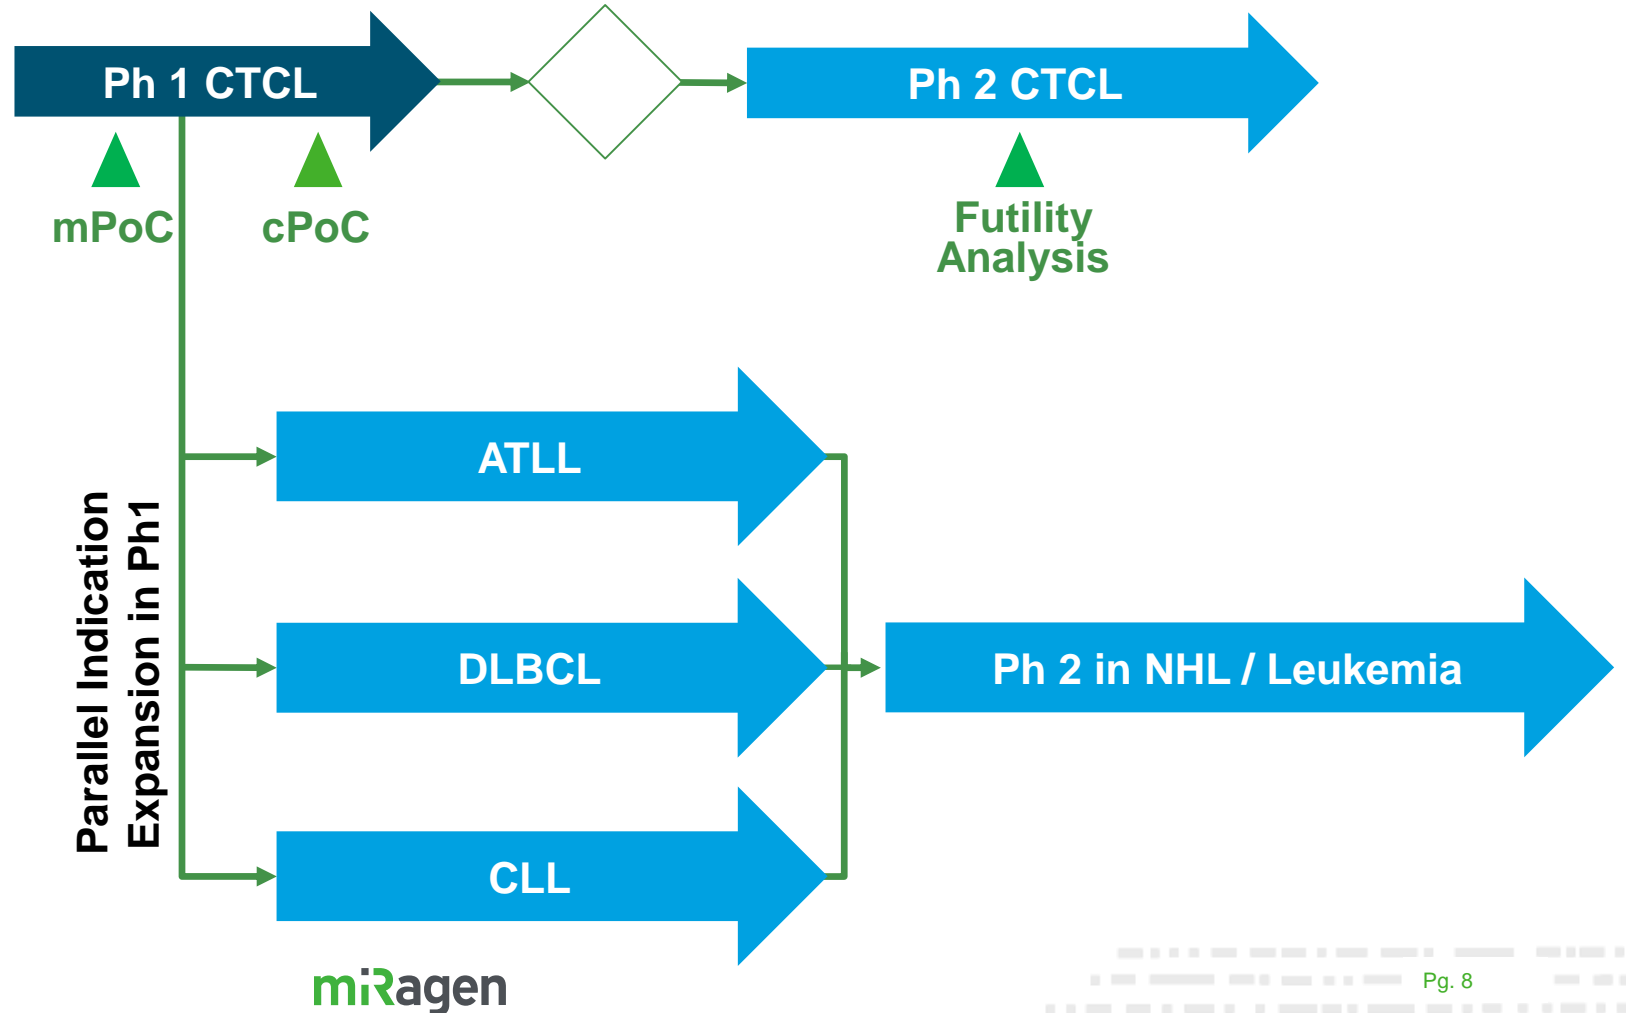 Ph 1 CTCL
Ph 2 CTCL
mPoC
cPoC
Futility
Analysis
Parallel Indication
Expansion in Ph1
ATLL
DLBCL
Ph 2 in NHL / Leukemia
CLL
miRagen
Pg. 8